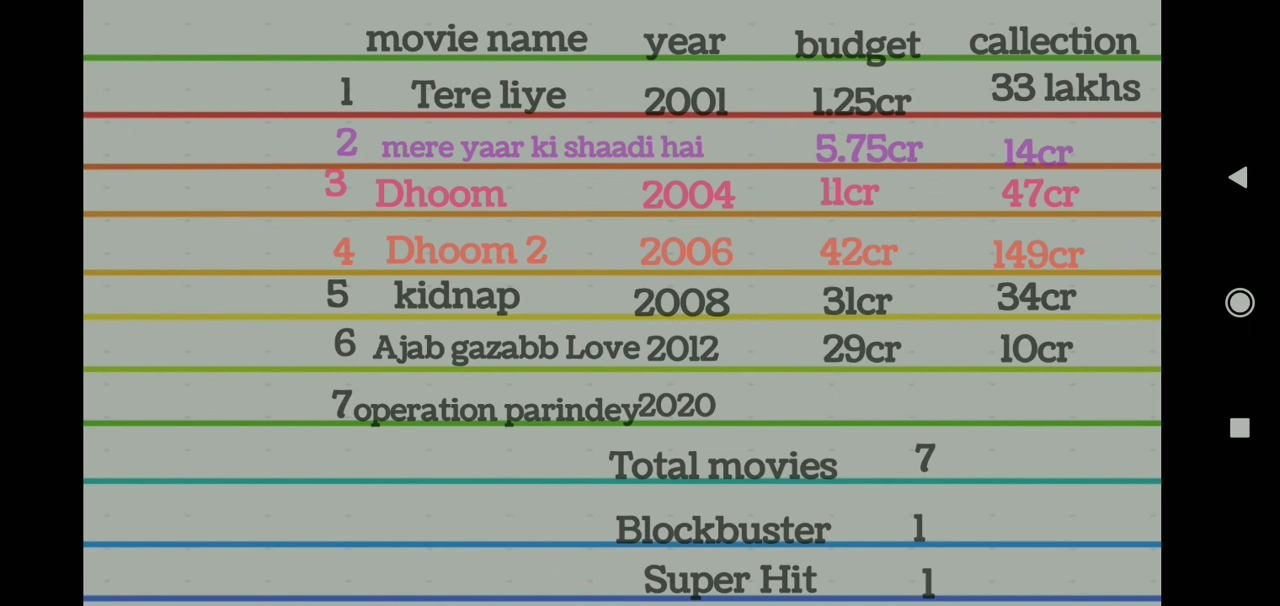 movie name year budget callection
1 Tere liye 2001 1.25cr 33 lakhs
2 mere yaar ki shaadi hai 5.75cr 14cr
3 Dhoom 2004 11cr 47cr
4 Dhoom 2 2006 42cr 149cr
5 kidnap 2008 31cr 34cr
6 Ajab gazabb Love 2012 29cr 10cr
7 operation parindey 2020
Total movies 7
Blockbuster 1
Super Hit 1